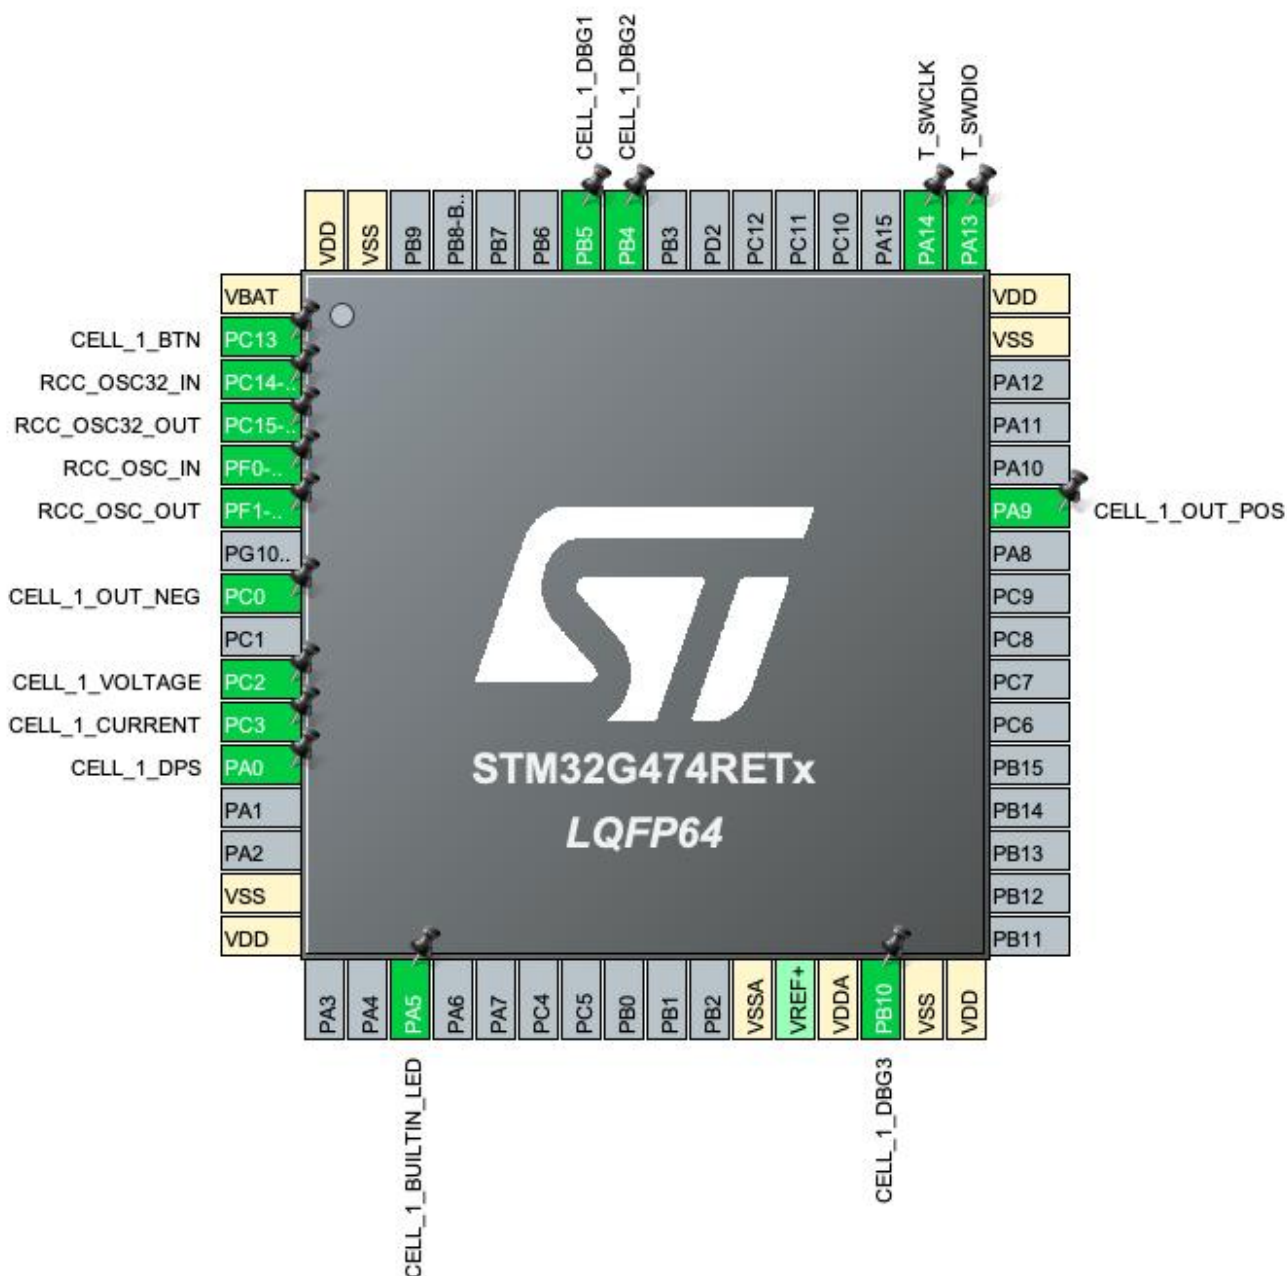 CELL_1_DBG1
CELL_1_DBG2
T_SWCLK
T_SWDIO
VDD
VSS
PB9
PB8-B..
PB7
PB6
PB5
PB4
PB3
PD2
PC12
PC11
PC10
PA15
PA14
PA13
VBAT
CELL_1_BTN PC13
RCC_OSC32_IN PC14-..
RCC_OSC32_OUT PC15-..
RCC_OSC_IN PF0-..
RCC_OSC_OUT PF1-..
PG10..
CELL_1_OUT_NEG PC0
PC1
CELL_1_VOLTAGE PC2
CELL_1_CURRENT PC3
CELL_1_DPS PA0
PA1
PA2
VSS
VDD
ST
STM32G474RETx
LQFP64
VDD
VSS
PA12
PA11
PA10
PA9 CELL_1_OUT_POS
PA8
PC9
PC8
PC7
PC6
PB15
PB14
PB13
PB12
PB11
PA3
PA4
PA5
PA6
PA7
PC4
PC5
PB0
PB1
PB2
VSSA
VREF+
VDDA
PB10
VSS
VDD
CELL_1_BUILTIN_LED
CELL_1_DBG3